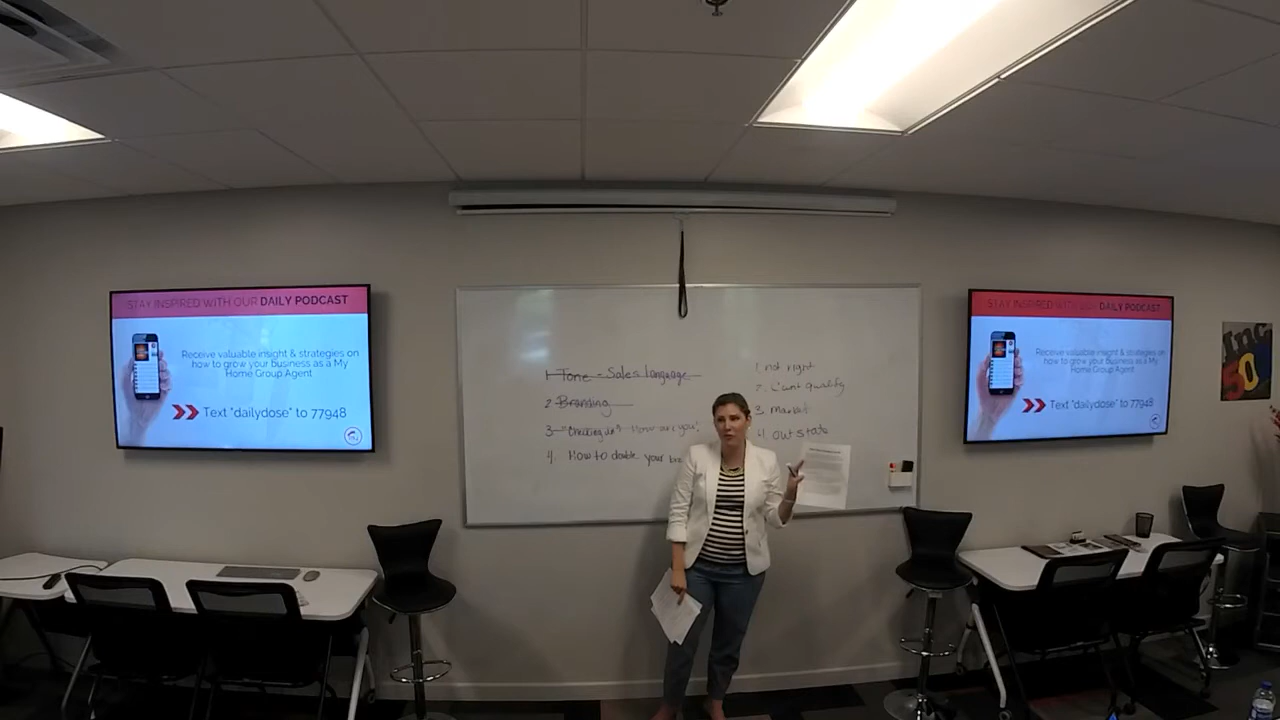 STAY INSPIRED WITH OUR DAILY PODCAST
Receive valuable insight & strategies on
how to grow your business as a My
Home Group Agent
Text "dailydose" to 77948
1 Tone - Sales language
2 Branding
3 "Checking in" How are you?
4. How to double your
1. not right
2. Can't qualify
3. market
4. out state
STAY INSPIRED WITH OUR DAILY PODCAST
Receive valuable insight & strategies on
how to grow your business as a My
Home Group Agent
Text "dailydose" to 77948
Inc
500